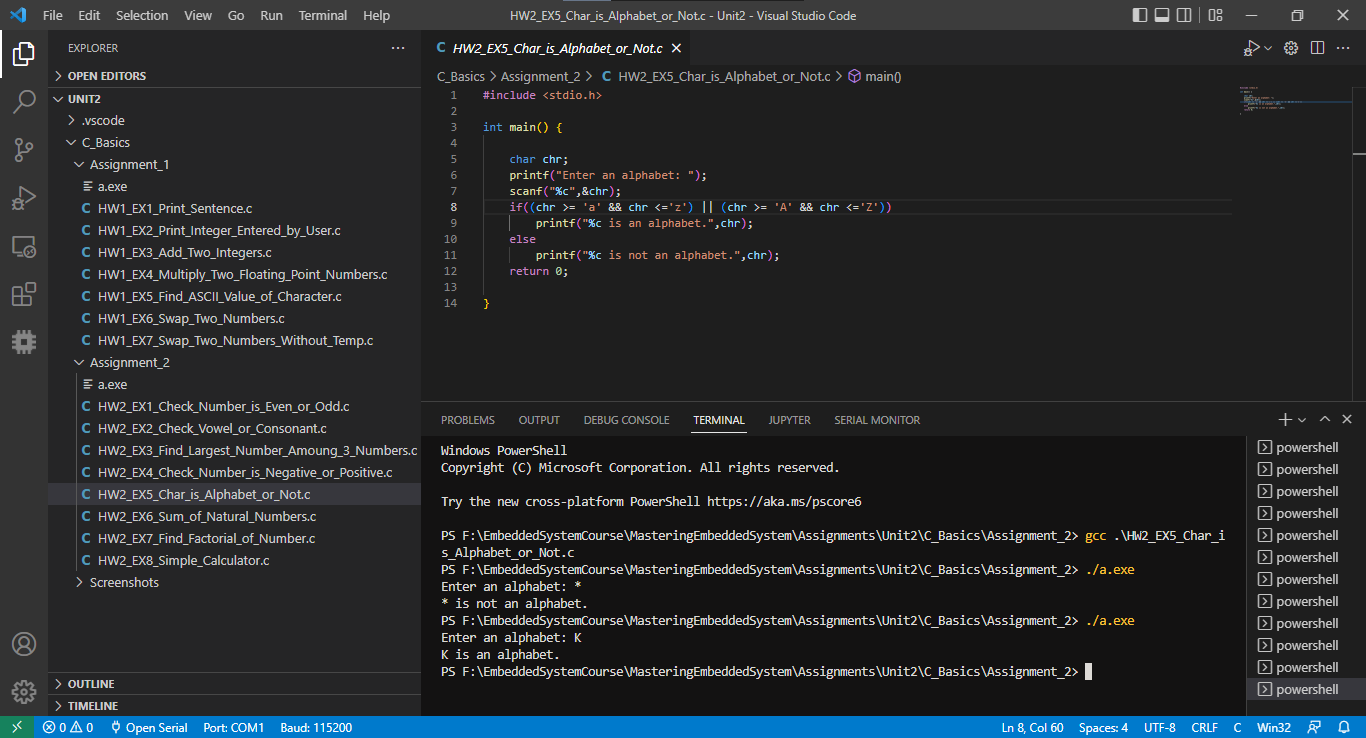 File Edit Selection View Go Run Terminal Help HW2_EX5_Char_is_Alphabet_or_Not.c - Unit2 - Visual Studio Code
EXPLORER
OPEN EDITORS
UNIT2
.vscode
C_Basics
Assignment_1
a.exe
C HW1_EX1_Print_Sentence.c
C HW1_EX2_Print_Integer_Entered_by_User.c
C HW1_EX3_Add_Two_Integers.c
C HW1_EX4_Multiply_Two_Floating_Point_Numbers.c
C HW1_EX5_Find_ASCII_Value_of_Character.c
C HW1_EX6_Swap_Two_Numbers.c
C HW1_EX7_Swap_Two_Numbers_Without_Temp.c
Assignment_2
a.exe
C HW2_EX1_Check_Number_is_Even_or_Odd.c
C HW2_EX2_Check_Vowel_or_Consonant.c
C HW2_EX3_Find_Largest_Number_Amoung_3_Numbers.c
C HW2_EX4_Check_Number_is_Negative_or_Positive.c
C HW2_EX5_Char_is_Alphabet_or_Not.c
C HW2_EX6_Sum_of_Natural_Numbers.c
C HW2_EX7_Find_Factorial_of_Number.c
C HW2_EX8_Simple_Calculator.c
Screenshots
OUTLINE
TIMELINE
C HW2_EX5_Char_is_Alphabet_or_Not.c
C_Basics > Assignment_2 > C HW2_EX5_Char_is_Alphabet_or_Not.c > main()
1 #include <stdio.h>
2
3 int main() {
4
5 char chr;
6 printf("Enter an alphabet: ");
7 scanf("%c",&chr);
8 if((chr >= 'a' && chr <='z') || (chr >= 'A' && chr <='Z'))
9 printf("%c is an alphabet.",chr);
10 else
11 printf("%c is not an alphabet.",chr);
12 return 0;
13
14 }
PROBLEMS OUTPUT DEBUG CONSOLE TERMINAL JUPYTER SERIAL MONITOR
Windows PowerShell
Copyright (C) Microsoft Corporation. All rights reserved.
Try the new cross-platform PowerShell https://aka.ms/pscore6
PS F:\EmbeddedSystemCourse\MasteringEmbeddedSystem\Assignments\Unit2\C_Basics\Assignment_2> gcc .\HW2_EX5_Char_i
s_Alphabet_or_Not.c
PS F:\EmbeddedSystemCourse\MasteringEmbeddedSystem\Assignments\Unit2\C_Basics\Assignment_2> ./a.exe
Enter an alphabet: *
* is not an alphabet.
PS F:\EmbeddedSystemCourse\MasteringEmbeddedSystem\Assignments\Unit2\C_Basics\Assignment_2> ./a.exe
Enter an alphabet: K
K is an alphabet.
PS F:\EmbeddedSystemCourse\MasteringEmbeddedSystem\Assignments\Unit2\C_Basics\Assignment_2>
powershell
powershell
powershell
powershell
powershell
powershell
powershell
powershell
powershell
powershell
powershell
powershell
0 0 Open Serial Port: COM1 Baud: 115200 Ln 8, Col 60 Spaces: 4 UTF-8 CRLF C Win32